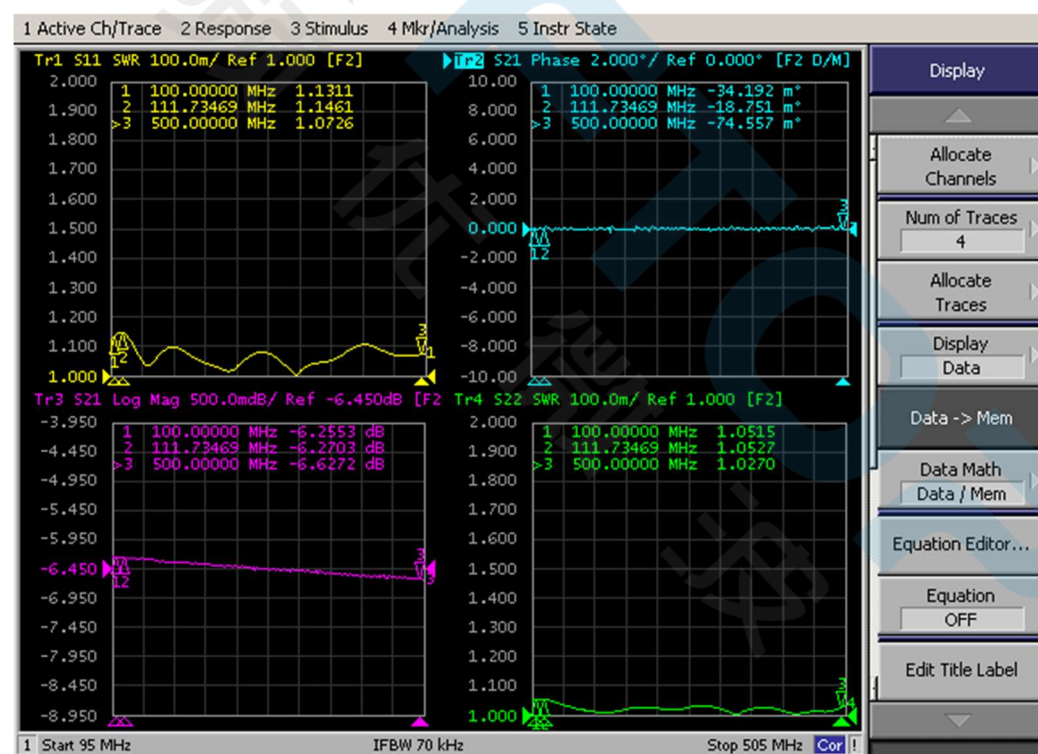 1 Active Ch/Trace 2 Response 3 Stimulus 4 Mkr/Analysis 5 Instr State
Tr1 S11 SWR 100.0m/ Ref 1.000 [F2]
2.000
1.900
1.800
1.700
1.600
1.500
1.400
1.300
1.200
1.100
1.000
1 100.00000 MHz 1.1311
2 111.73469 MHz 1.1461
>3 500.00000 MHz 1.0726
1
2
3
1
Tr2 S21 Phase 2.000°/ Ref 0.000° [F2 D/M]
10.00
8.000
6.000
4.000
2.000
0.000
-2.000
-4.000
-6.000
-8.000
-10.00
1 100.00000 MHz -34.192 m°
2 111.73469 MHz -18.751 m°
>3 500.00000 MHz -74.557 m°
1 2
3
Tr3 S21 Log Mag 500.0mdB/ Ref -6.450dB [F2
-3.950
-4.450
-4.950
-5.450
-5.950
-6.450
-6.950
-7.450
-7.950
-8.450
-8.950
1 100.00000 MHz -6.2553 dB
2 111.73469 MHz -6.2703 dB
>3 500.00000 MHz -6.6272 dB
12
3
3
Tr4 S22 SWR 100.0m/ Ref 1.000 [F2]
2.000
1.900
1.800
1.700
1.600
1.500
1.400
1.300
1.200
1.100
1.000
1 100.00000 MHz 1.0515
2 111.73469 MHz 1.0527
>3 500.00000 MHz 1.0270
3
4
1 Start 95 MHz IFBW 70 kHz Stop 505 MHz Cor !
Display
Allocate
Channels
Num of Traces
4
Allocate
Traces
Display
Data
Data -> Mem
Data Math
Data / Mem
Equation Editor...
Equation
OFF
Edit Title Label